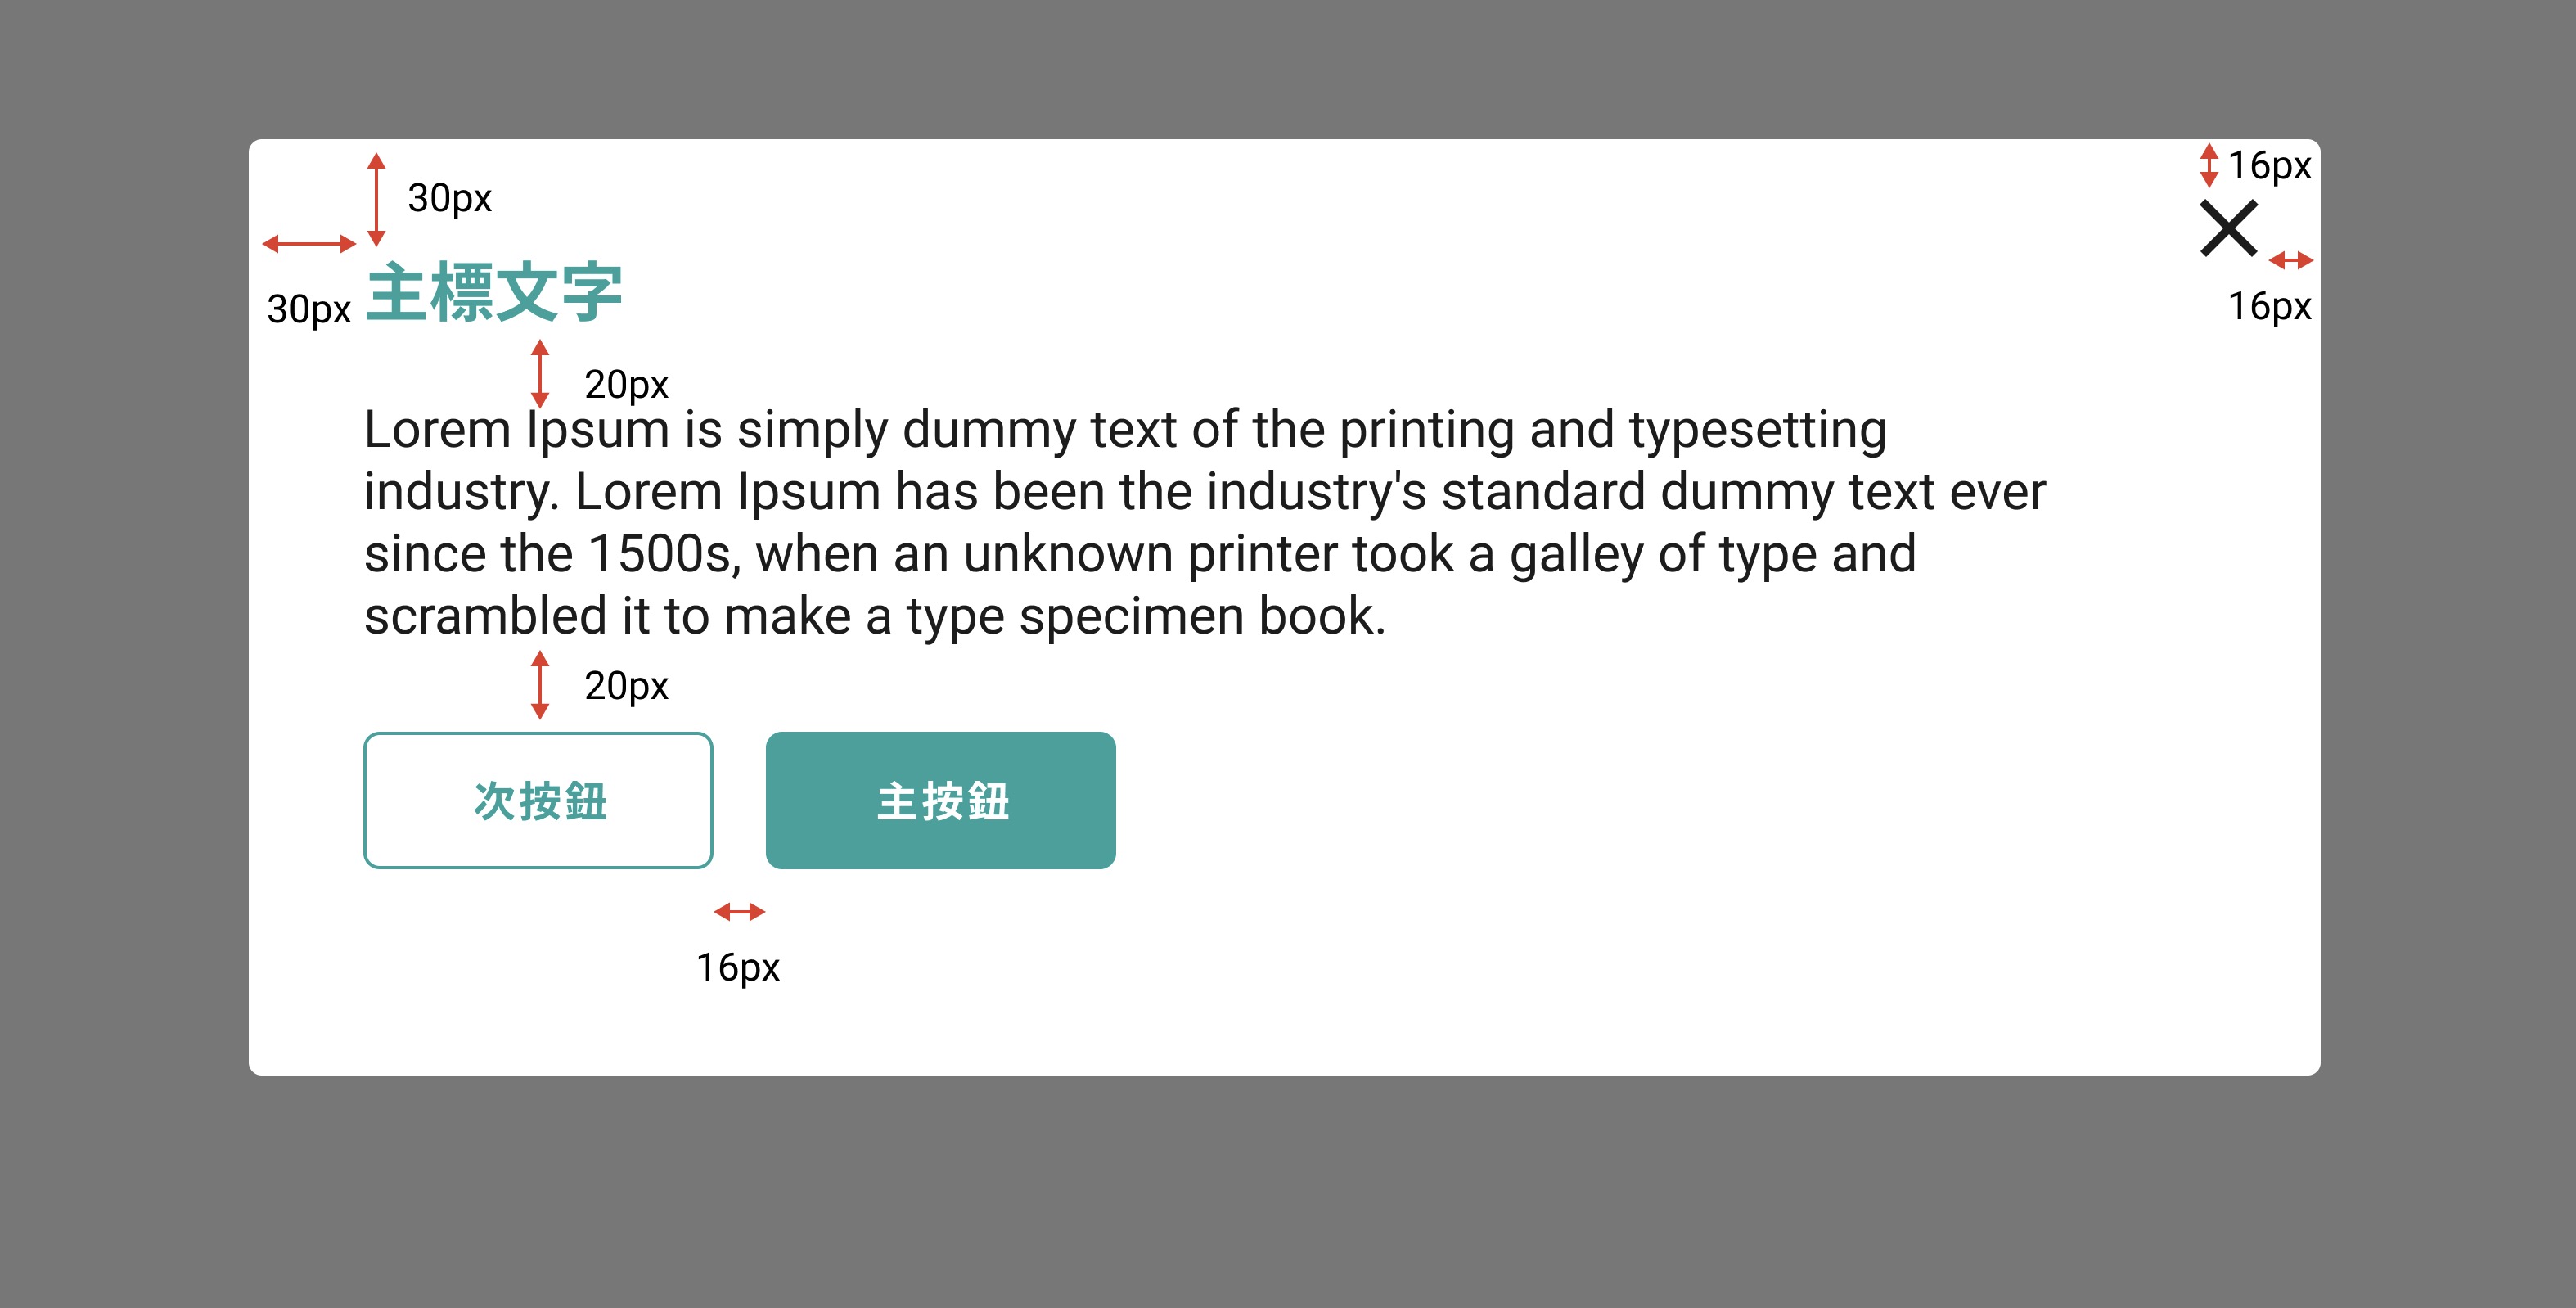 30px
16px
30px
主標文字
16px
20px
Lorem Ipsum is simply dummy text of the printing and typesetting
industry. Lorem Ipsum has been the industry's standard dummy text ever
since the 1500s, when an unknown printer took a galley of type and
scrambled it to make a type specimen book.
20px
次按鈕
主按鈕
16px